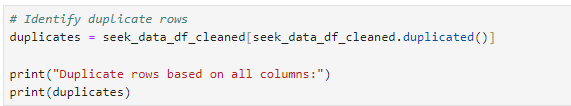 # Identify duplicate rows
duplicates = seek_data_df_cleaned[seek_data_df_cleaned.duplicated()]
print("Duplicate rows based on all columns:")
print(duplicates)